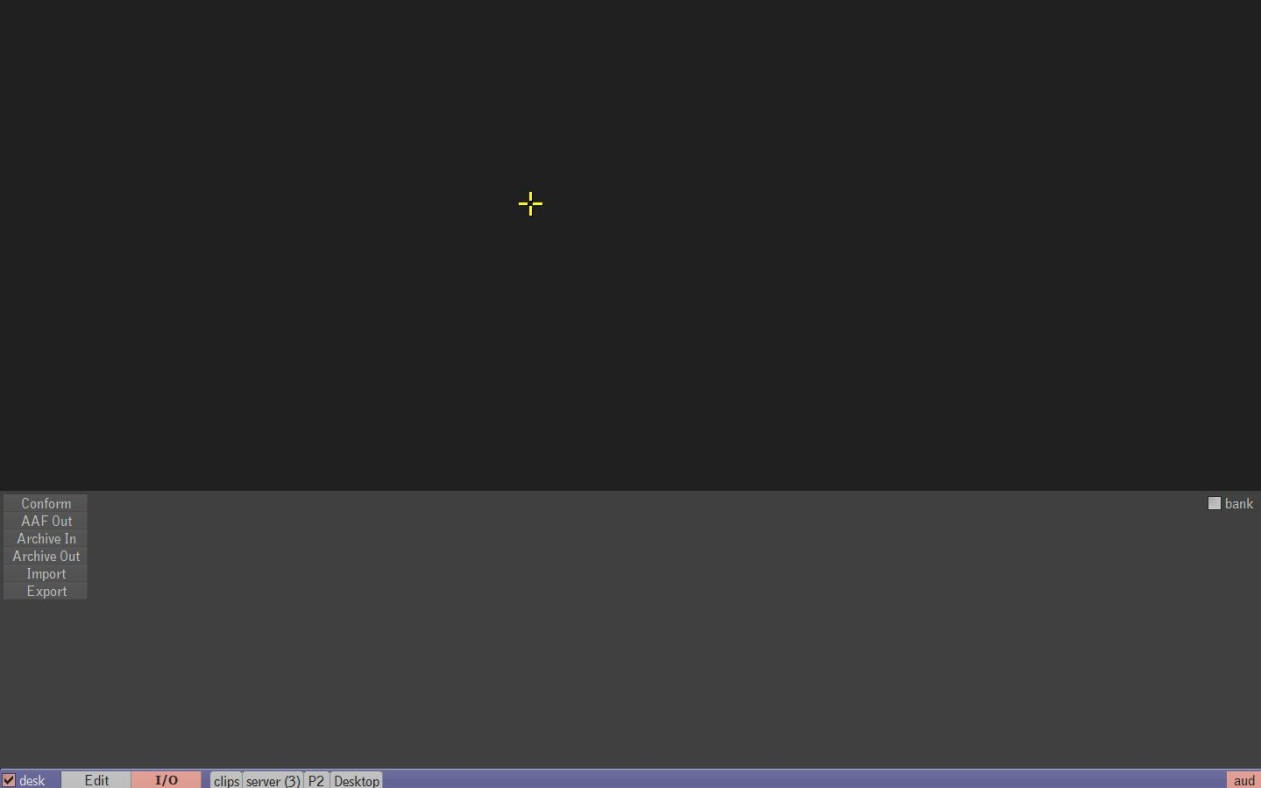 Conform
bank
AAF Out
Archive In
Archive Out
Import
Export
desk Edit I/O clips server (3) P2 Desktop aud